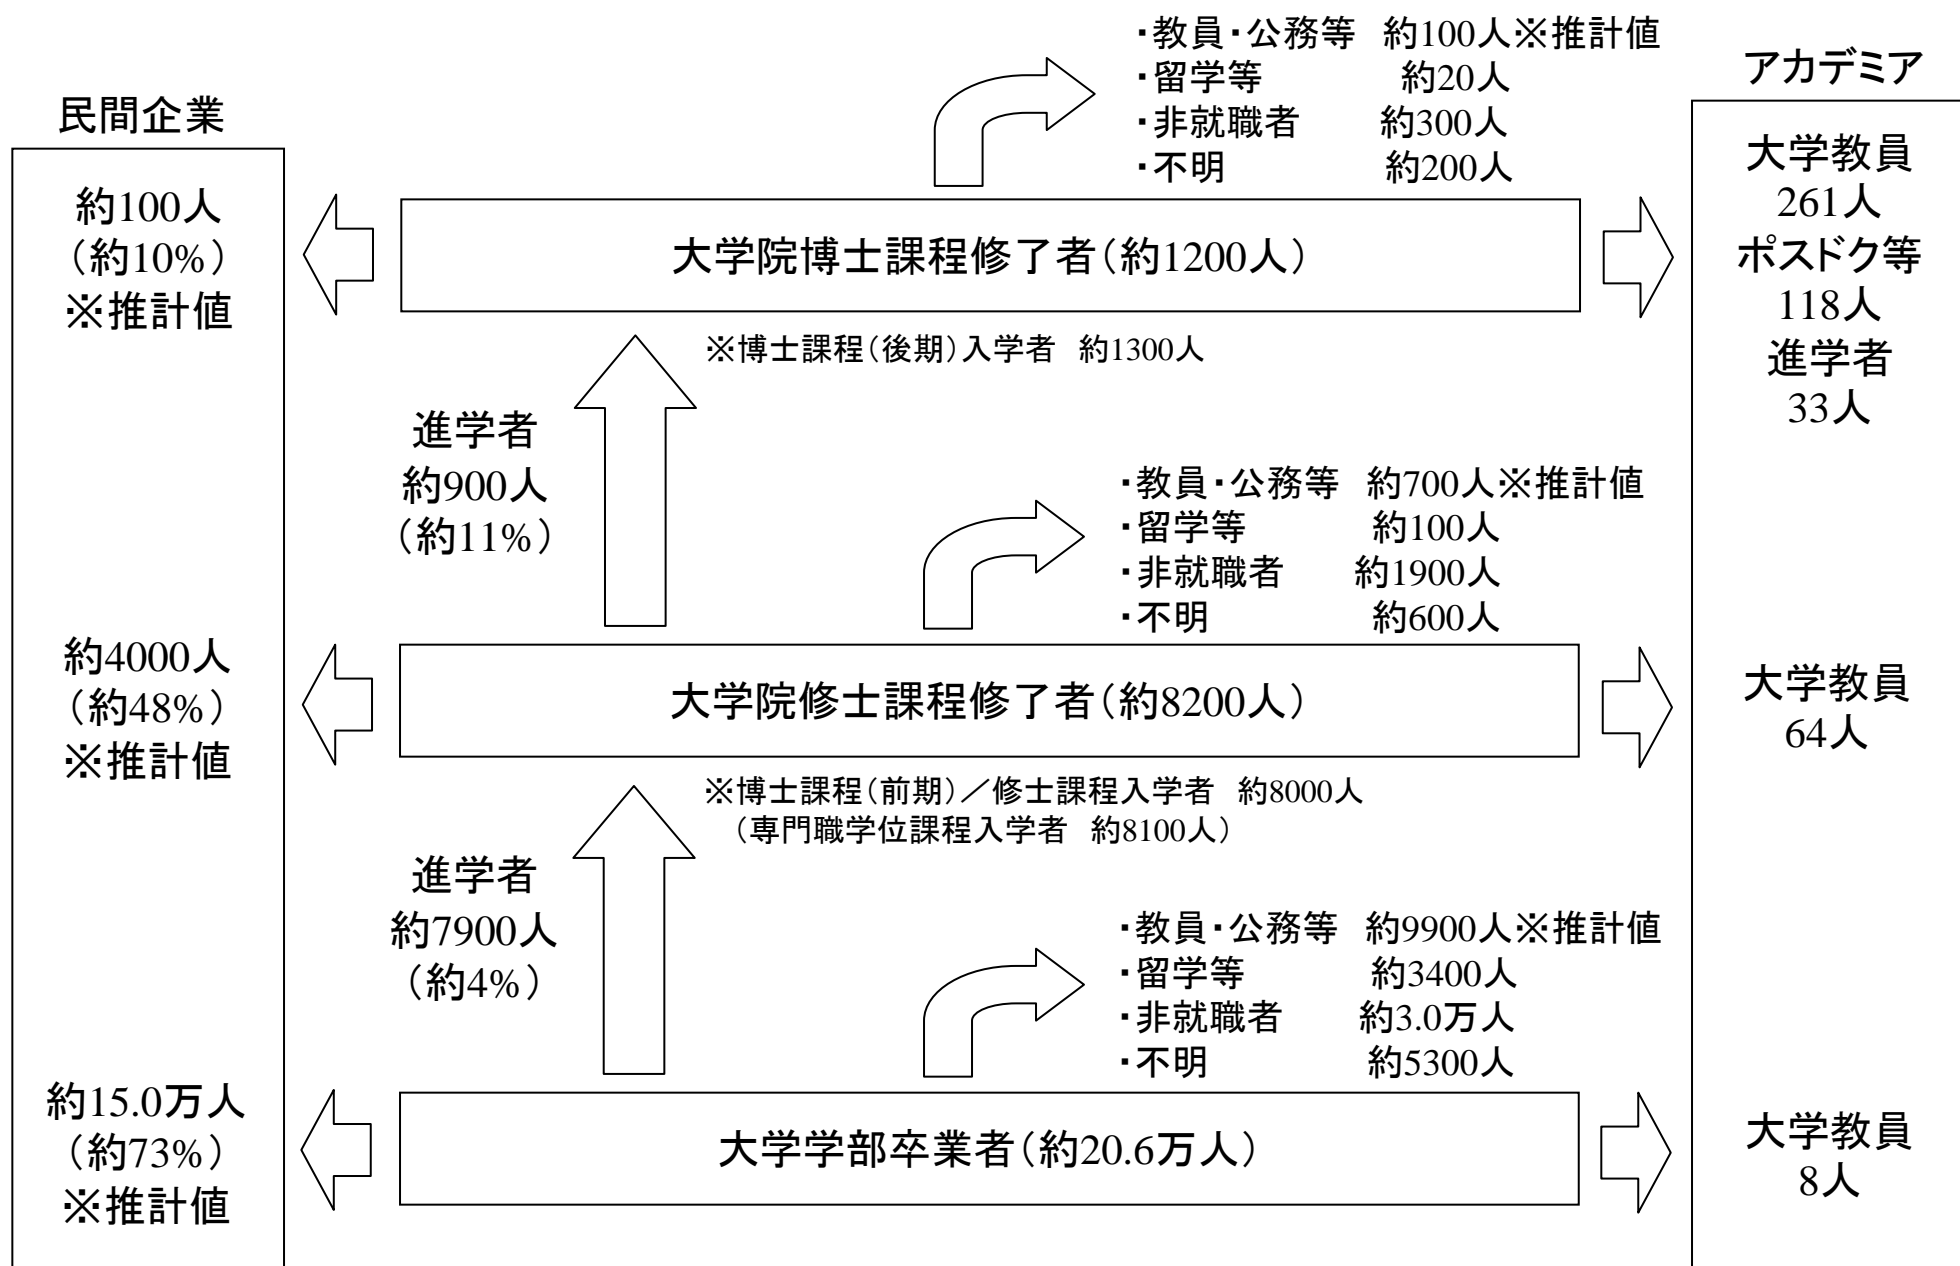 ・教員・公務等　約100人※推計値
・留学等　約20人
・非就職者　約300人
・不明　約200人
アカデミア
民間企業
約100人
（約10%）
※推計値
大学院博士課程修了者（約1200人）
大学教員
261人
ポスドク等
118人
進学者
33人
※博士課程（後期）入学者　約1300人
進学者
約900人
（約11%）
・教員・公務等　約700人※推計値
・留学等　約100人
・非就職者　約1900人
・不明　約600人
約4000人
（約48%）
※推計値
大学院修士課程修了者（約8200人）
大学教員
64人
※博士課程（前期）／修士課程入学者　約8000人
（専門職学位課程入学者　約8100人）
進学者
約7900人
（約4%）
・教員・公務等　約9900人※推計値
・留学等　約3400人
・非就職者　約3.0万人
・不明　約5300人
約15.0万人
（約73%）
※推計値
大学学部卒業者（約20.6万人）
大学教員
8人